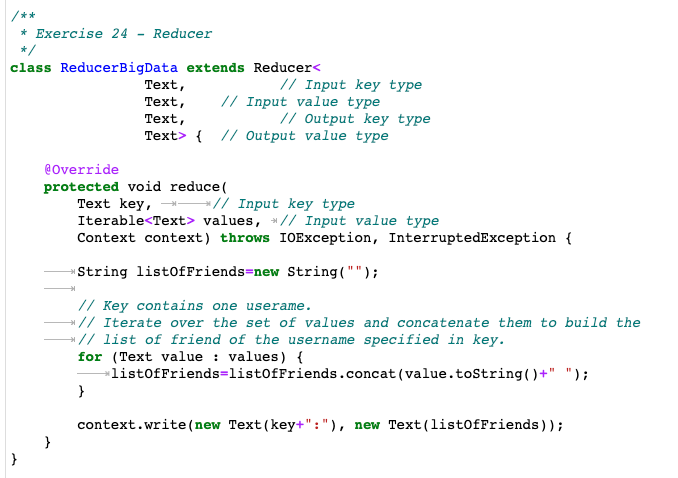 /**
 * Exercise 24 - Reducer
 */
class ReducerBigData extends Reducer<
                Text,           // Input key type
                Text,    // Input value type
                Text,           // Output key type
                Text> {  // Output value type

    @Override
    protected void reduce(
        Text key, // Input key type
        Iterable<Text> values, // Input value type
        Context context) throws IOException, InterruptedException {

        String listOfFriends=new String("");

        // Key contains one userame.
        // Iterate over the set of values and concatenate them to build the
        // list of friend of the username specified in key.
        for (Text value : values) {
            listOfFriends=listOfFriends.concat(value.toString()+" ");
        }

        context.write(new Text(key+":"), new Text(listOfFriends));
    }
}